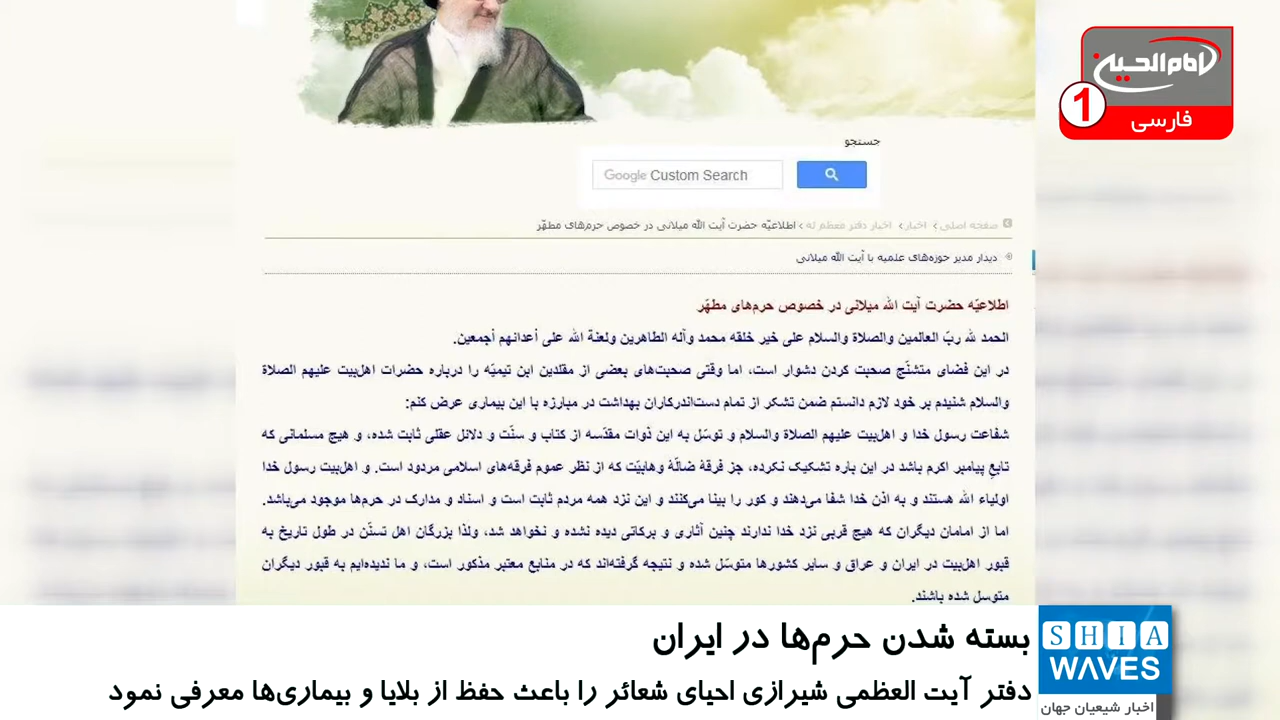 امام الحسین
1
فارسی
جستجو
Google Custom Search
صفحه اصلی › اخبار › اخبار دفتر معظم له › اطلاعیّه حضرت آیت الله میلانی در خصوص حرم‌های مطهّر
دیدار مدیر حوزه‌های علمیه با آیت الله میلانی
اطلاعیّه حضرت آیت الله میلانی در خصوص حرم‌های مطهّر
الحمد لله ربّ العالمین والصلاة والسلام علی خیر خلقه محمد وآله الطاهرین ولعنة الله علی أعدائهم أجمعین.
در این فضای متشنّج صحبت کردن دشوار است، اما وقتی صحبت‌های بعضی از مقلدین ابن تیمیّه را درباره حضرات اهل‌بیت علیهم الصلاة
والسلام شنیدم بر خود لازم دانستم ضمن تشکر از تمام دست‌اندرکاران بهداشت در مبارزه با این بیماری عرض کنم:
شفاعت رسول خدا و اهل‌بیت علیهم الصلاة والسلام و توسّل به این ذوات مقدّسه از کتاب و سنّت و دلائل عقلی ثابت شده، و هیچ مسلمانی که
تابع پیامبر اکرم باشد در این باره تشکیک نکرده، جز فرقهٔ ضالّهٔ وهابیّت که از نظر عموم فرقه‌های اسلامی مردود است. و اهل‌بیت رسول خدا
اولیاء الله هستند و به اذن خدا شفا می‌دهند و کور را بینا می‌کنند و این نزد همه مردم ثابت است و اسناد و مدارک در حرم‌ها موجود می‌باشد.
اما از امامان دیگران که هیچ قربی نزد خدا ندارند چنین آثاری و برکاتی دیده نشده و نخواهد شد، ولذا بزرگان اهل تسنّن در طول تاریخ به
قبور اهل‌بیت در ایران و عراق و سایر کشورها متوسّل شده و نتیجه گرفته‌اند که در منابع معتبر مذکور است، و ما ندیده‌ایم به قبور دیگران
متوسل شده باشند.
بسته شدن حرم‌ها در ایران
دفتر آیت العظمی شیرازی احیای شعائر را باعث حفظ از بلایا و بیماری‌ها معرفی نمود
SHIA
WAVES
اخبار شیعیان جهان